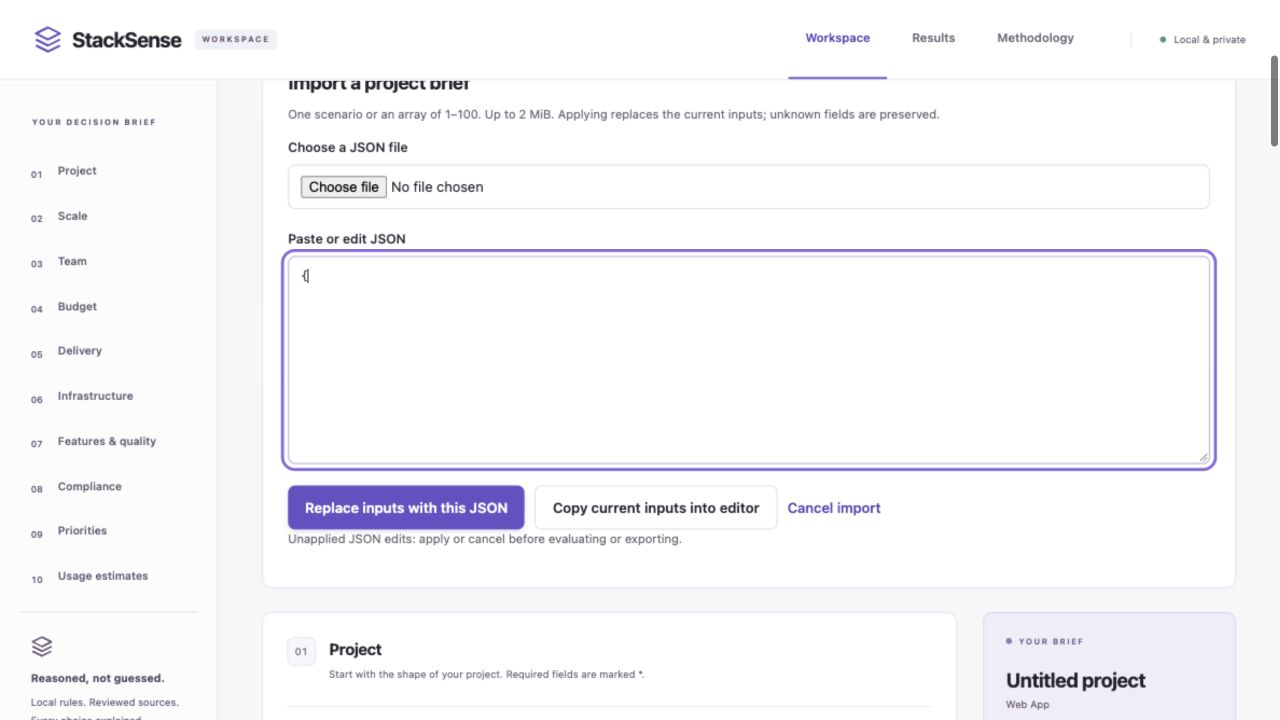 StackSense
WORKSPACE
Workspace
Results
Methodology
Local & private
YOUR DECISION BRIEF
01 Project
02 Scale
03 Team
04 Budget
05 Delivery
06 Infrastructure
07 Features & quality
08 Compliance
09 Priorities
10 Usage estimates
Reasoned, not guessed.
Local rules. Reviewed sources.
Every choice explained.
Import a project brief
One scenario or an array of 1–100. Up to 2 MiB. Applying replaces the current inputs; unknown fields are preserved.
Choose a JSON file
Choose file No file chosen
Paste or edit JSON
{
Replace inputs with this JSON
Copy current inputs into editor
Cancel import
Unapplied JSON edits: apply or cancel before evaluating or exporting.
01 Project
Start with the shape of your project. Required fields are marked *.
YOUR BRIEF
Untitled project
Web App